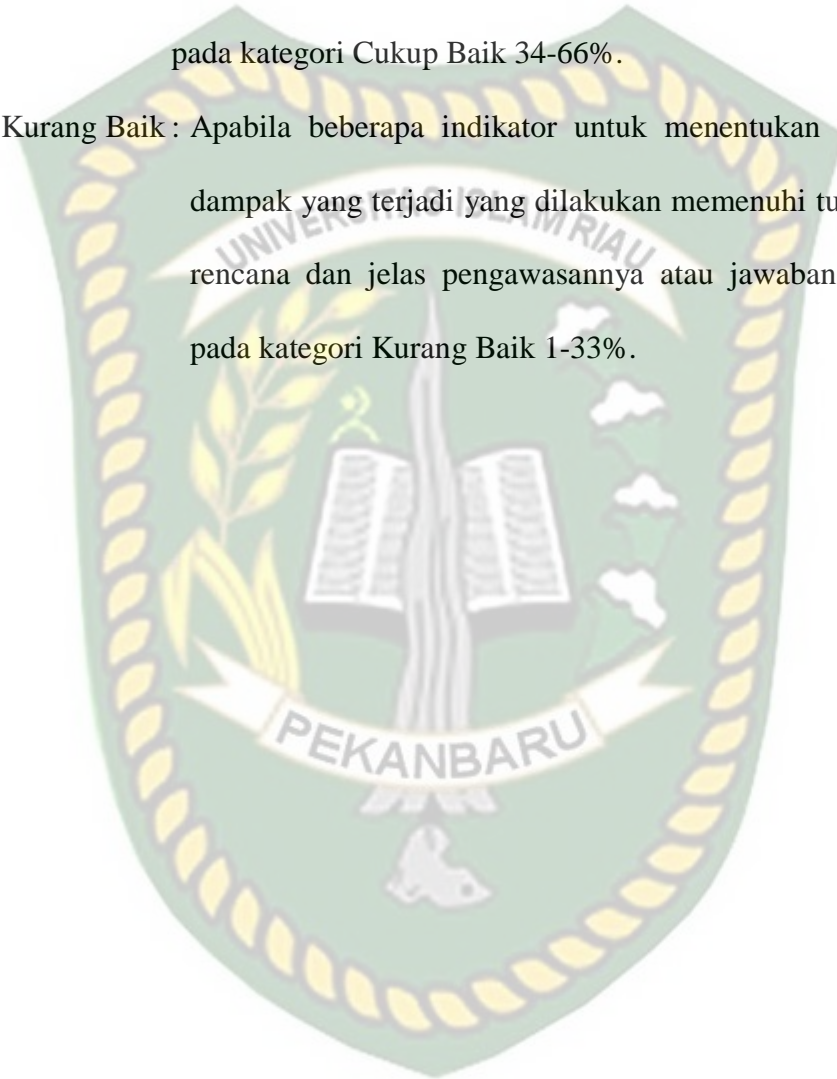 pada kategori Cukup Baik 34-66%.
Kurang Baik : Apabila beberapa indikator untuk menentukan
dampak yang terjadi yang dilakukan memenuhi tu
UNIVERSITAS ISLAM RIAU
rencana dan jelas pengawasannya atau jawaban
pada kategori Kurang Baik 1-33%.
PEKANBARU